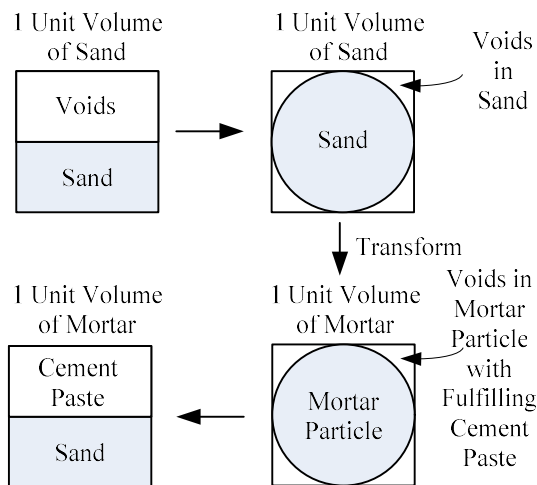 1 Unit Volume
of Sand
Voids
Sand
1 Unit Volume
of Sand
Sand
Voids
in
Sand
Transform
1 Unit Volume
of Mortar
Cement
Paste
Sand
1 Unit Volume
of Mortar
Mortar
Particle
Voids in
Mortar
Particle
with
Fulfilling
Cement
Paste